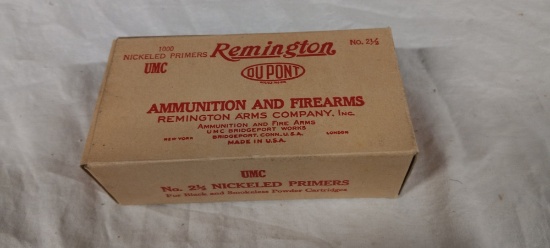 1000
NICKELED PRIMERS
UMC
Remington
No. 2½
DU PONT
AMMUNITION AND FIREARMS
REMINGTON ARMS COMPANY, INC.
AMMUNITION AND FIRE ARMS
UMC BRIDGEPORT WORKS
NEW YORK BRIDGEPORT, CONN. U.S.A. LONDON
MADE IN U.S.A.
UMC
No. 2½ NICKELED PRIMERS
For Black and Smokeless Powder Cartridges